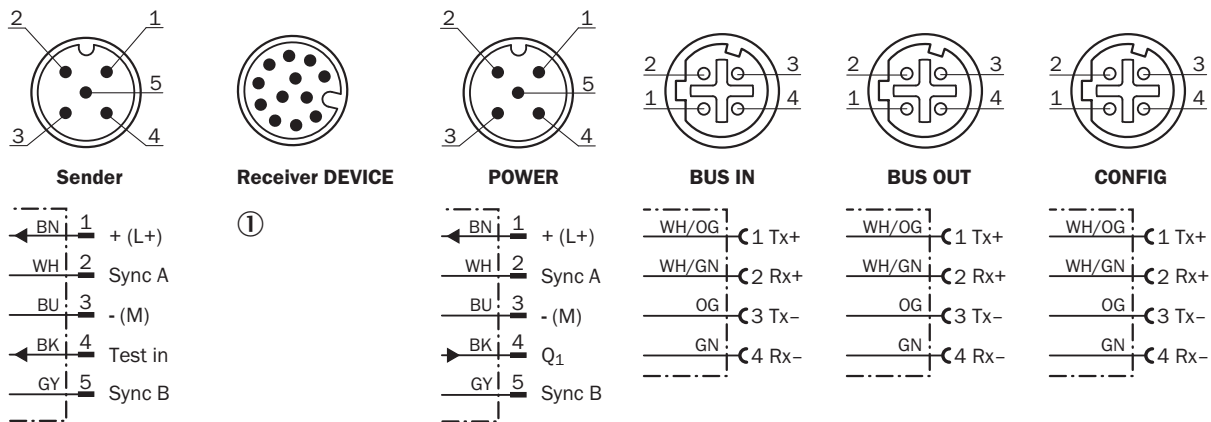 2 1
5
3 4
Sender
BN 1 + (L+)
WH 2 Sync A
BU 3 - (M)
BK 4 Test in
GY 5 Sync B
Receiver DEVICE
①
2 1
5
3 4
POWER
BN 1 + (L+)
WH 2 Sync A
BU 3 - (M)
BK 4 Q1
GY 5 Sync B
2 3
1 4
BUS IN
WH/OG 1 Tx+
WH/GN 2 Rx+
OG 3 Tx–
GN 4 Rx–
2 3
1 4
BUS OUT
WH/OG 1 Tx+
WH/GN 2 Rx+
OG 3 Tx–
GN 4 Rx–
2 3
1 4
CONFIG
WH/OG 1 Tx+
WH/GN 2 Rx+
OG 3 Tx–
GN 4 Rx–